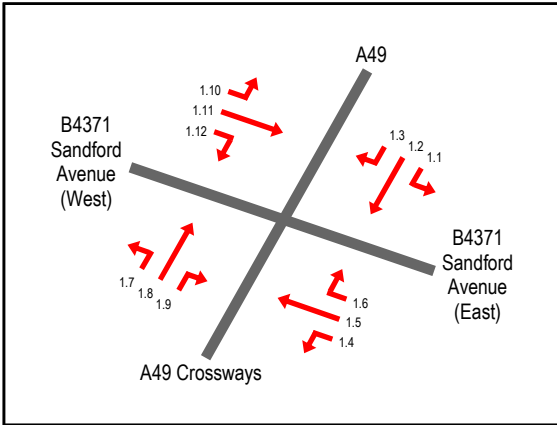 A49
1.10
1.11
1.12
B4371
Sandford
Avenue
(West)
1.3
1.2
1.1
B4371
Sandford
Avenue
(East)
1.7
1.8
1.9
1.6
1.5
1.4
A49 Crossways